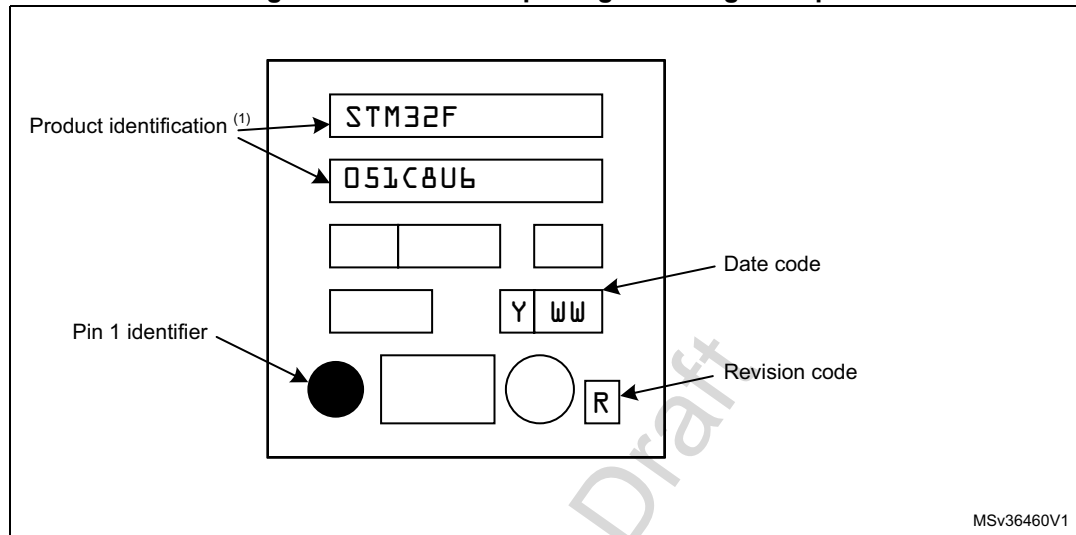 Product identification (1)
STM32F
051C8U6
Date code
Y WW
Pin 1 identifier
Revision code
R
Draft
MSv36460V1